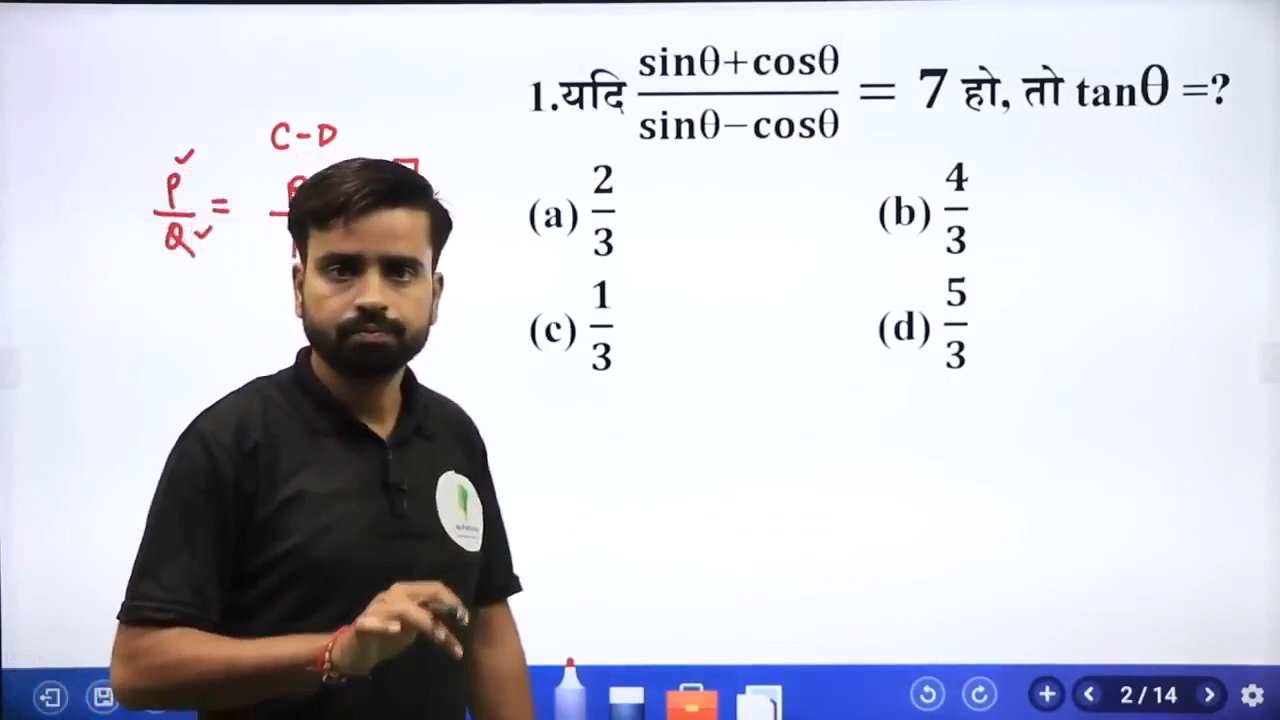 1.यदि (sinθ+cosθ)/(sinθ−cosθ) = 7 हो, तो tanθ =?
C-D
P/Q =
(a) 2/3 (b) 4/3
(c) 1/3 (d) 5/3
2 / 14